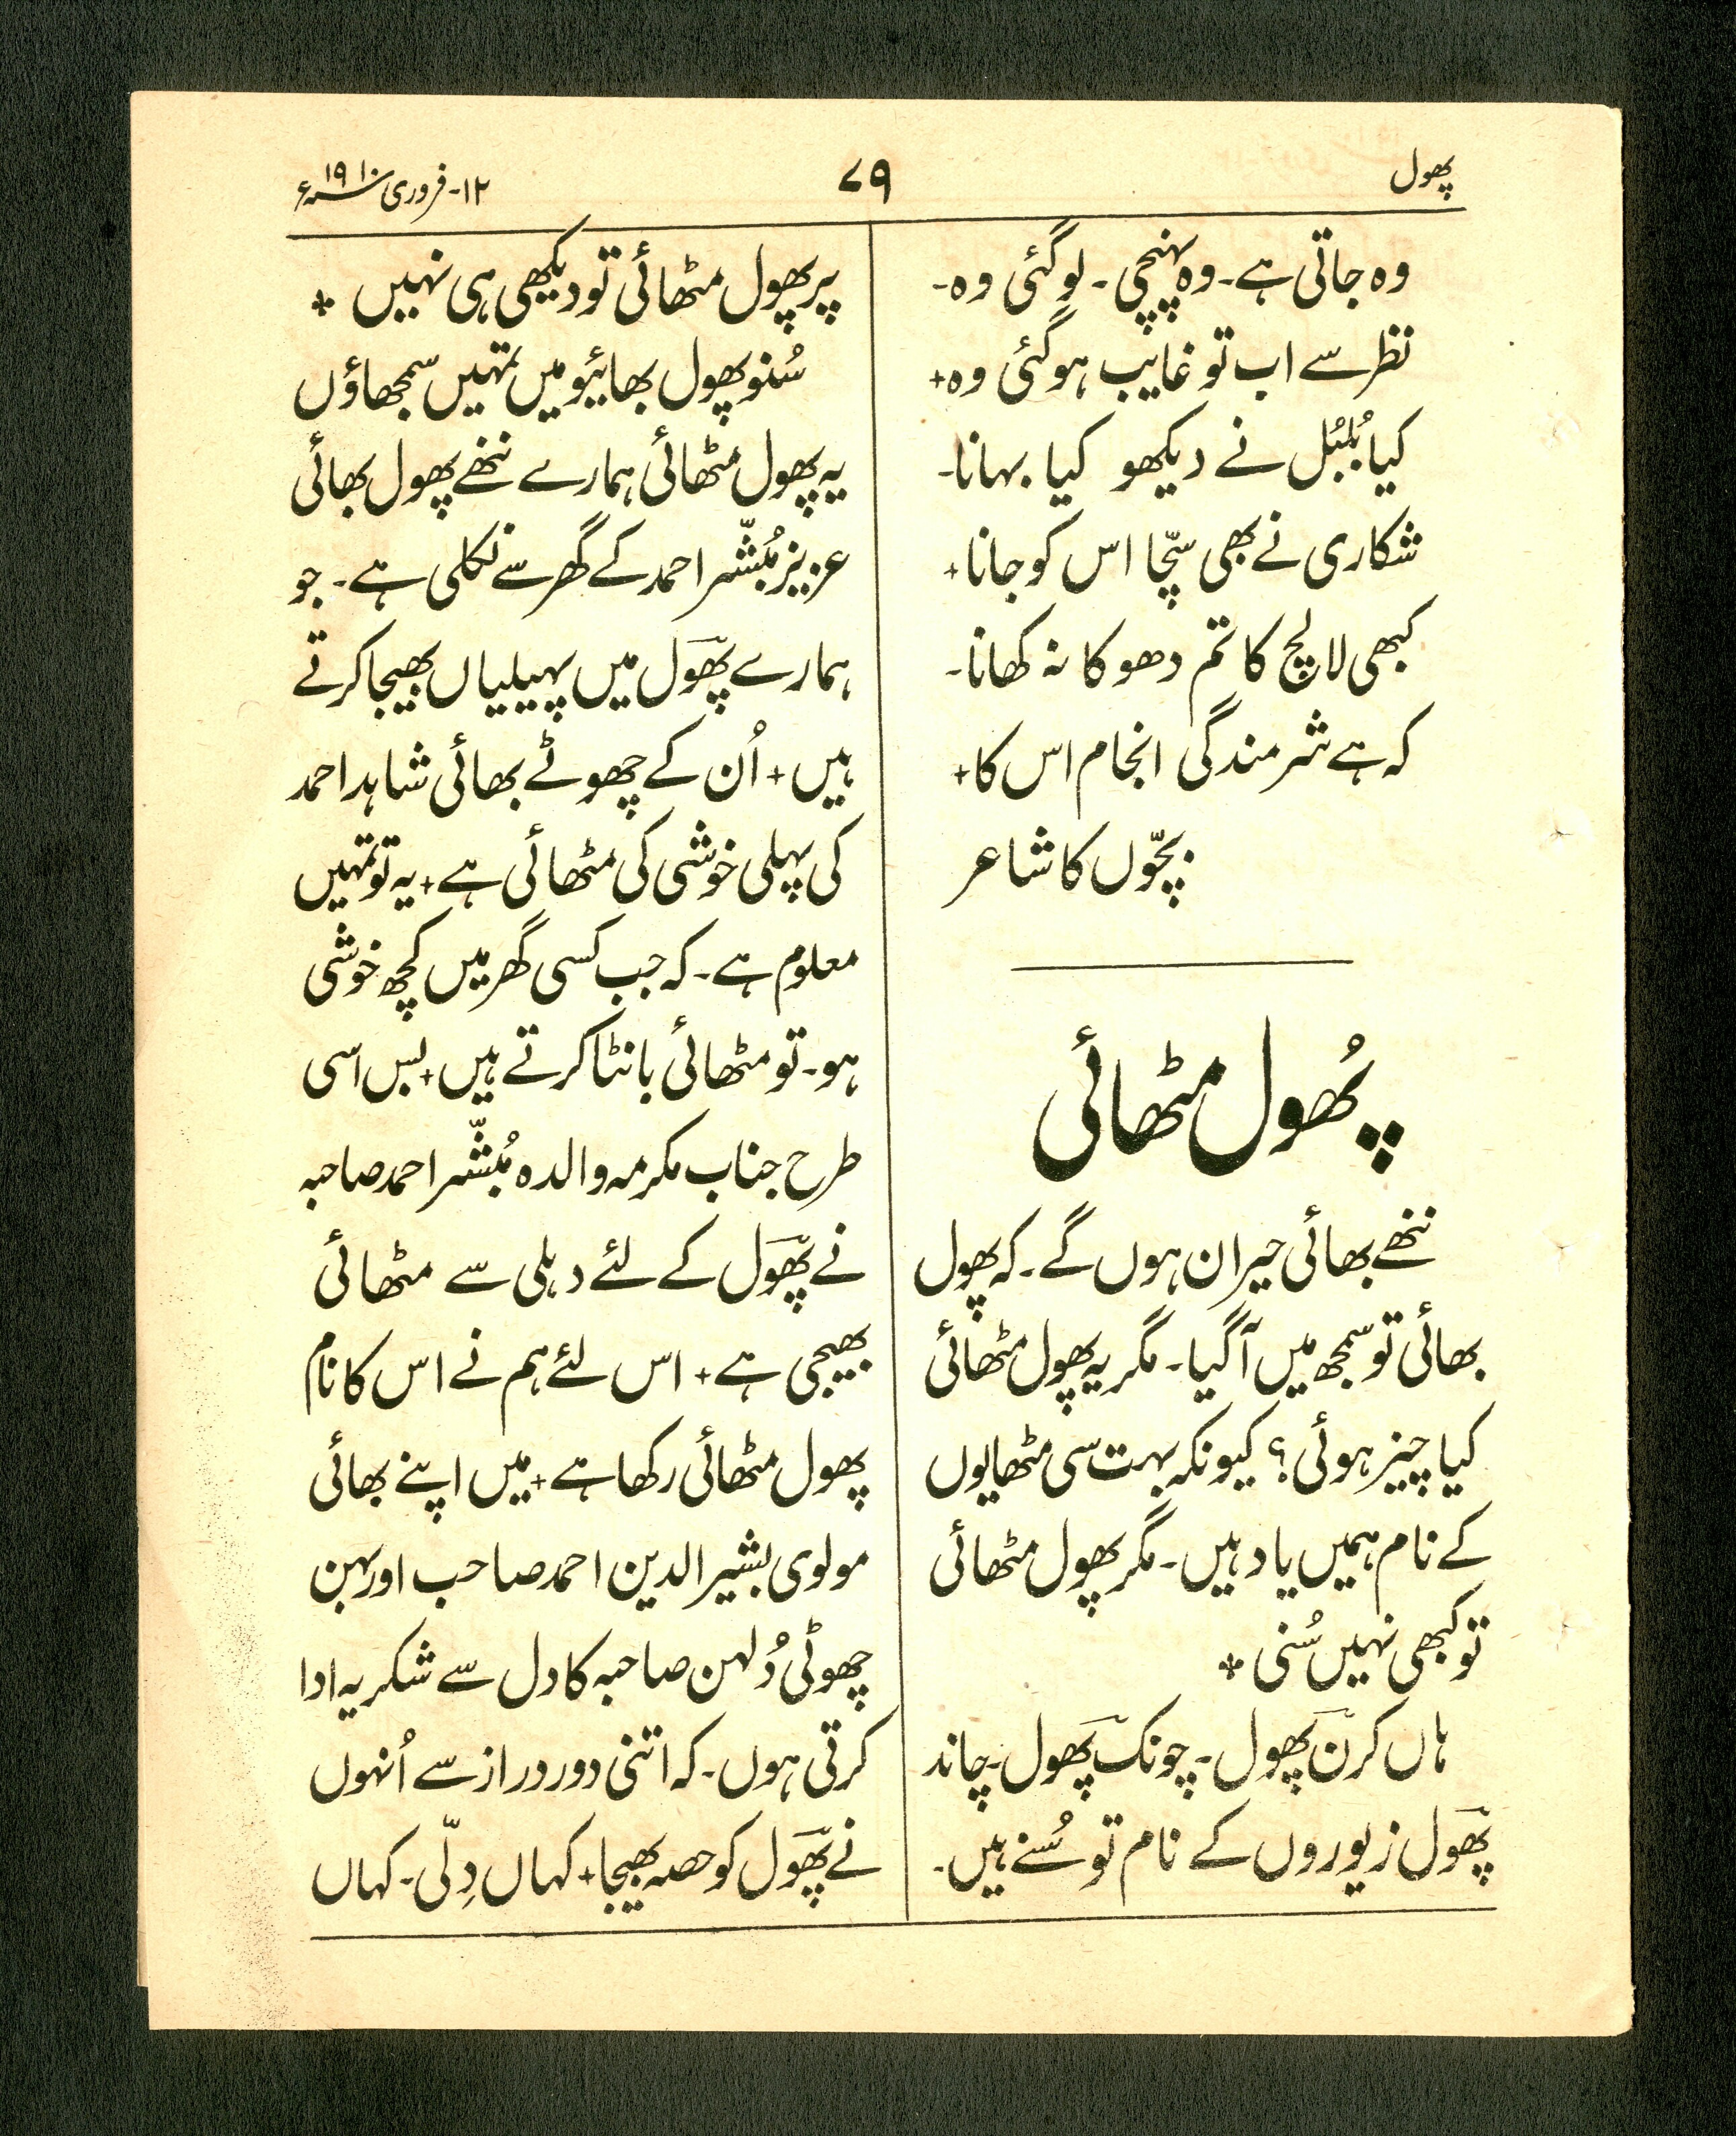 پھول
۷۹
۱۲-فروری ۱۹۱۰ء
وہ جاتی ہے۔ وہ پہنچی۔ لو گئی وہ۔
نظر سے اب تو غایب ہو گئی وہ+
کیا بُلبُل نے دیکھو کیا بہانا۔
شکاری نے بھی سچّا اس کو جانا+
کبھی لالچ کا تم دھوکا نہ کھانا۔
کہ ہے شرمندگی انجام اس کا+
بچّوں کا شاعر
پُھول مٹھائی
ننھے بھائی حیران ہوں گے۔ کہ پھول
بھائی تو سمجھ میں آ گیا۔ مگر یہ پھول مٹھائی
کیا چیز ہوئی؟ کیونکہ بہت سی مٹھایوں
کے نام ہمیں یاد ہیں۔ مگر پھول مٹھائی
تو کبھی نہیں سُنی *
ہاں کرن پھول۔ چونک پھول۔ چاند
پھول زیوروں کے نام تو سُنے ہیں۔
پر پھول مٹھائی تو دیکھی ہی نہیں *
سُنو پھول بھائیو میں تمہیں سمجھاؤں
یہ پھول مٹھائی ہمارے ننھے پھول بھائی
عزیز مُبشّر احمد کے گھر سے نکلی ہے۔ جو
ہمارے پھول میں پہیلیاں بھیجا کرتے
ہیں+ اُن کے چھوٹے بھائی شاہد احمد
کی پہلی خوشی کی مٹھائی ہے+ یہ تو تمہیں
معلوم ہے۔ کہ جب کسی گھر میں کچھ خوشی
ہو۔ تو مٹھائی بانٹا کرتے ہیں+ بس اسی
طرح جناب مکرمہ والدہ مُبشّر احمد صاحبہ
نے پھول کے لئے دہلی سے مٹھائی
بھیجی ہے+ اس لئے ہم نے اس کا نام
پھول مٹھائی رکھا ہے+ میں اپنے بھائی
مولوی بشیر الدین احمد صاحب اور بہن
چھوٹی دُلہن صاحبہ کا دل سے شکریہ ادا
کرتی ہوں۔ کہ اتنی دور دراز سے اُنہوں
نے پھول کو حصہ بھیجا+ کہاں دِلّی۔ کہاں